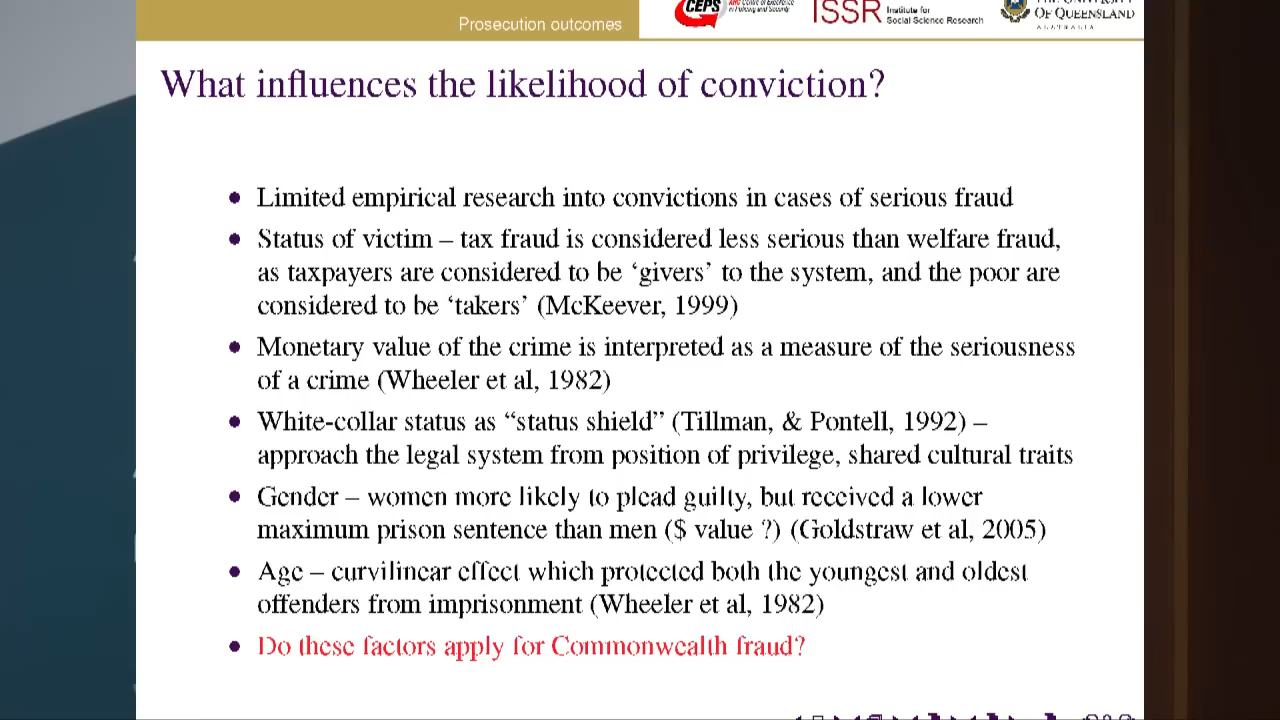 Prosecution outcomes
CEPS
ISSR
Institute for
Social Science Research
OF QUEENSLAND
AUSTRALIA
What influences the likelihood of conviction?
• Limited empirical research into convictions in cases of serious fraud
• Status of victim – tax fraud is considered less serious than welfare fraud,
as taxpayers are considered to be ‘givers’ to the system, and the poor are
considered to be ‘takers’ (McKeever, 1999)
• Monetary value of the crime is interpreted as a measure of the seriousness
of a crime (Wheeler et al, 1982)
• White-collar status as “status shield” (Tillman, & Pontell, 1992) –
approach the legal system from position of privilege, shared cultural traits
• Gender – women more likely to plead guilty, but received a lower
maximum prison sentence than men ($ value ?) (Goldstraw et al, 2005)
• Age – curvilinear effect which protected both the youngest and oldest
offenders from imprisonment (Wheeler et al, 1982)
• Do these factors apply for Commonwealth fraud?